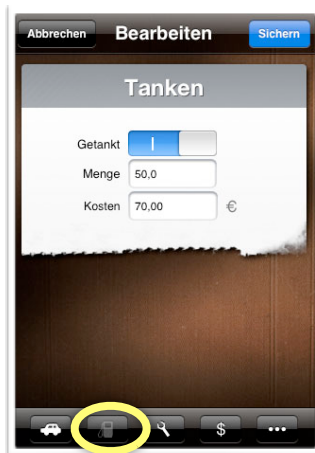 Abbrechen Bearbeiten Sichern
Tanken
Getankt
Menge 50,0
Kosten 70,00 €
$